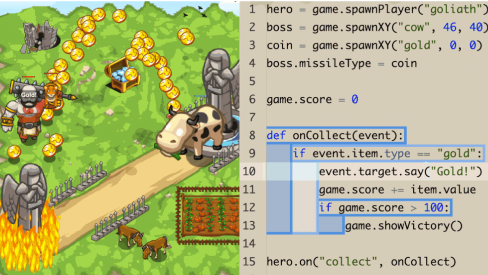 Gold!
1 hero = game.spawnPlayer("goliath")
2 boss = game.spawnXY("cow", 46, 40)
3 coin = game.spawnXY("gold", 0, 0)
4 boss.missileType = coin
5
6 game.score = 0
8 def onCollect(event):
9 if event.item.type == "gold":
10 event.target.say("Gold!")
11 game.score += item.value
12 if game.score > 100:
13 game.showVictory()
15 hero.on("collect", onCollect)